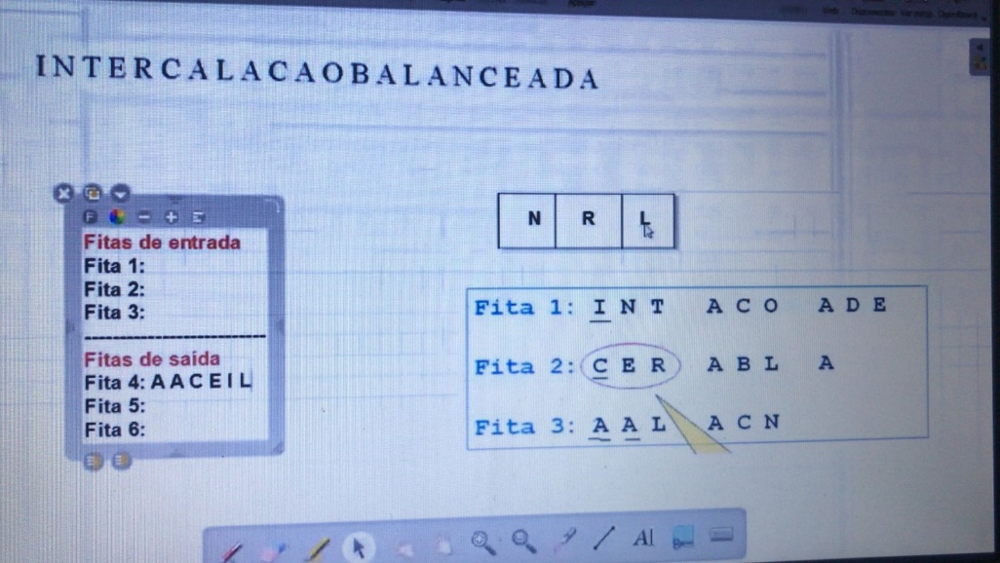 INTERCALACAOBALANCEADA
N R L
Fitas de entrada
Fita 1:
Fita 2:
Fita 3:
---------------------------
Fitas de saída
Fita 4: A A C E I L
Fita 5:
Fita 6:
Fita 1: I N T A C O A D E
Fita 2: C E R A B L A
Fita 3: A A L A C N
AI